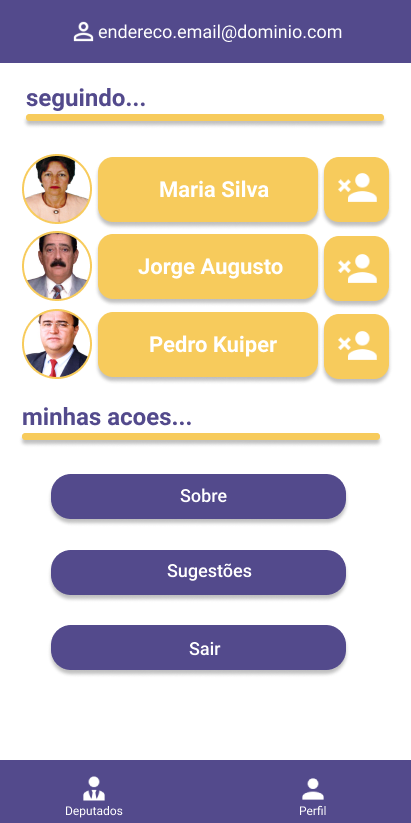 endereco.email@dominio.com
seguindo...
Maria Silva
Jorge Augusto
Pedro Kuiper
minhas acoes...
Sobre
Sugestões
Sair
Deputados
Perfil